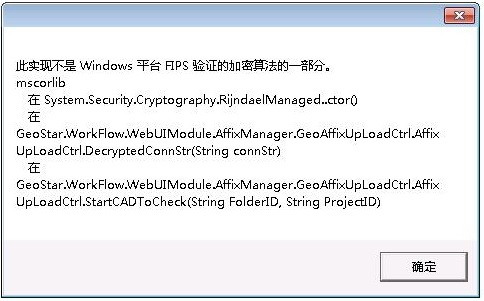 此实现不是 Windows 平台 FIPS 验证的加密算法的一部分。
mscorlib
在 System.Security.Cryptography.RijndaelManaged..ctor()
在
GeoStar.WorkFlow.WebUIModule.AffixManager.GeoAffixUpLoadCtrl.Affix
UpLoadCtrl.DecryptedConnStr(String connStr)
在
GeoStar.WorkFlow.WebUIModule.AffixManager.GeoAffixUpLoadCtrl.Affix
UpLoadCtrl.StartCADToCheck(String FolderID, String ProjectID)
确定